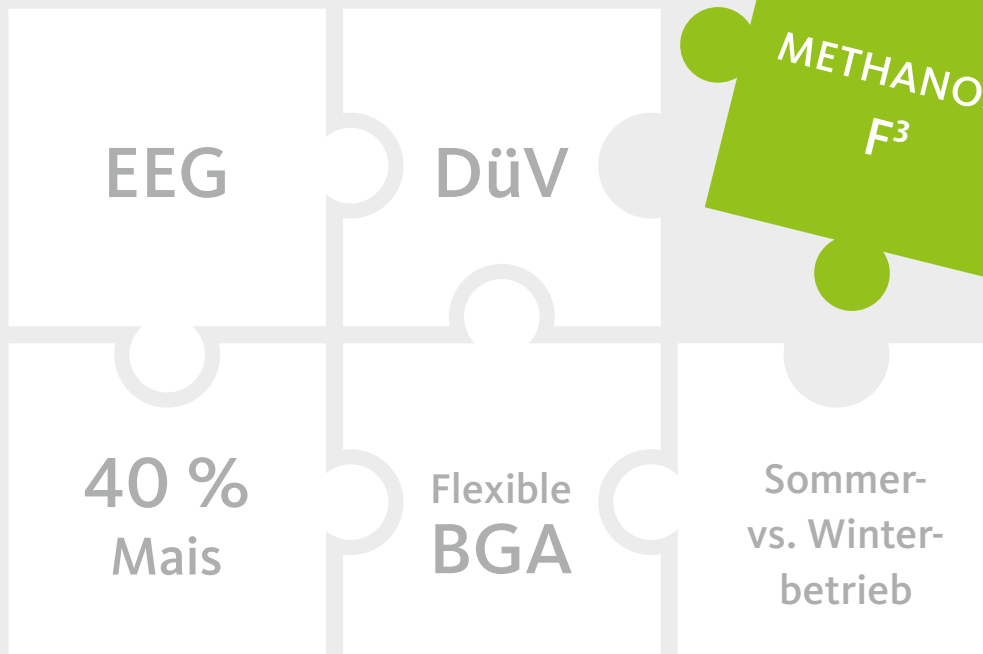 EEG
DüV
METHANO
F³
40 %
Mais
Flexible
BGA
Sommer-
vs. Winter-
betrieb